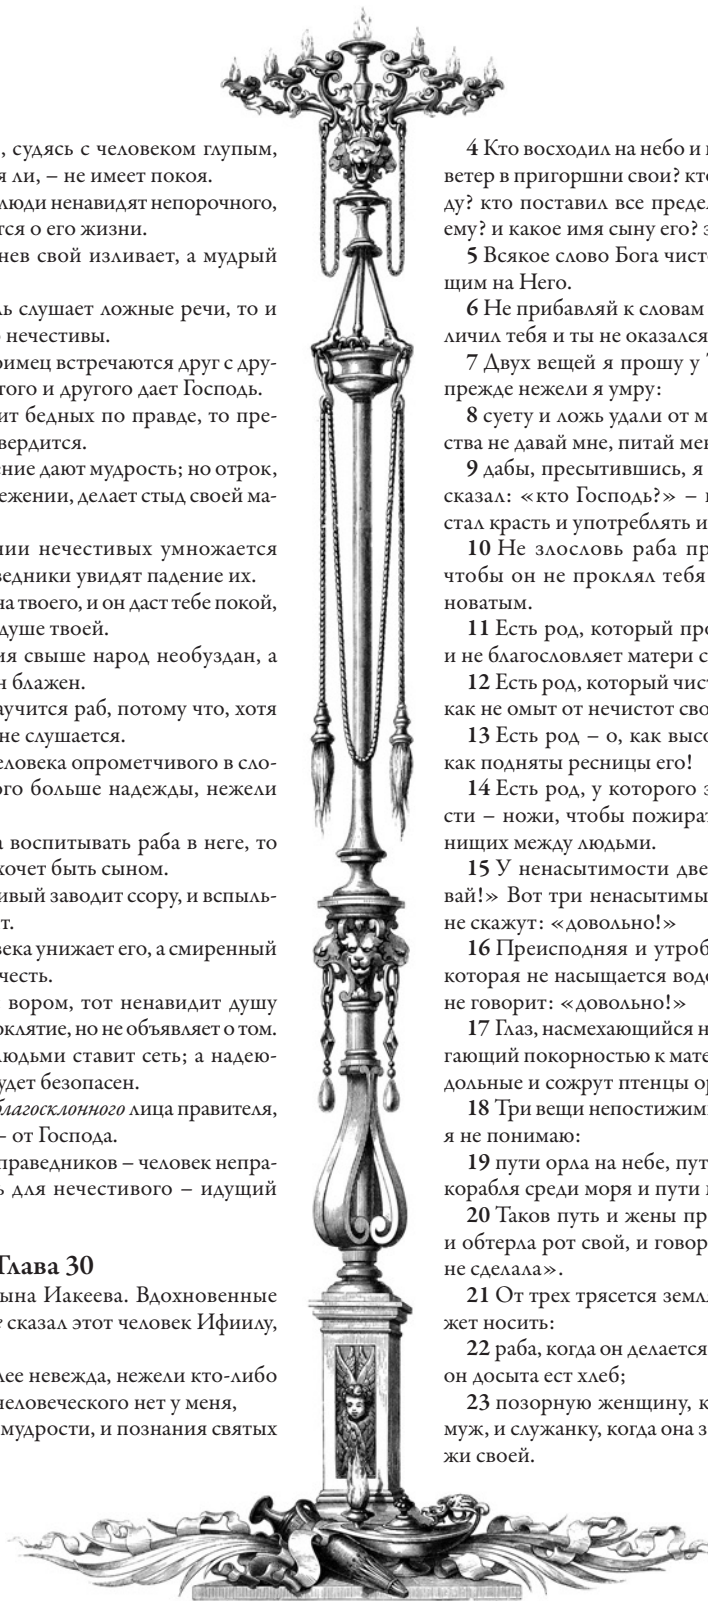 , судясь с человеком глупым,
я ли, – не имеет покоя.
люди ненавидят непорочного,
тся о его жизни.
нев свой изливает, а мудрый
ль слушает ложные речи, то и
нечестивы.
римец встречаются друг с дру-
того и другого дает Господь.
ит бедных по правде, то пре-
вердится.
ение дают мудрость; но отрок,
ежении, делает стыд своей ма-
нии нечестивых умножается
ведники увидят падение их.
на твоего, и он даст тебе покой,
душе твоей.
ия свыше народ необуздан, а
н блажен.
аучится раб, потому что, хотя
не слушается.
еловека опрометчивого в сло-
ого больше надежды, нежели
а воспитывать раба в неге, то
хочет быть сыном.
ивый заводит ссору, и вспыль-
т.
века унижает его, а смиренный
честь.
с вором, тот ненавидит душу
оклятие, но не объявляет о том.
людьми ставит сеть; а надею-
удет безопасен.
благосклонного лица правителя,
– от Господа.
праведников – человек непра-
ь для нечестивого – идущий
Глава 30
ына Иакеева. Вдохновенные
е сказал этот человек Ифиилу,
лее невежда, нежели кто-либо
человеческого нет у меня,
мудрости, и познания святых
4 Кто восходил на небо и
ветер в пригоршни свои? кт
ду? кто поставил все преде
ему? и какое имя сыну его? з
5 Всякое слово Бога чист
щим на Него.
6 Не прибавляй к словам
личил тебя и ты не оказался
7 Двух вещей я прошу у Т
прежде нежели я умру:
8 суету и ложь удали от м
ства не давай мне, питай мен
9 дабы, пресытившись, я
сказал: «кто Господь?» –
стал красть и употреблять и
10 Не злословь раба пр
чтобы он не проклял тебя
новатым.
11 Есть род, который про
и не благословляет матери с
12 Есть род, который чист
как не омыт от нечистот сво
13 Есть род – о, как высо
как подняты ресницы его!
14 Есть род, у которого з
сти – ножи, чтобы пожират
нищих между людьми.
15 У ненасытимости две
вай!» Вот три ненасытимы
не скажут: «довольно!»
16 Преисподняя и утроб
которая не насыщается водо
не говорит: «довольно!»
17 Глаз, насмехающийся н
гающий покорностью к мате
дольные и сожрут птенцы ор
18 Три вещи непостижим
я не понимаю:
19 пути орла на небе, пут
корабля среди моря и пути
20 Таков путь и жены пр
и обтерла рот свой, и говор
не сделала».
21 От трех трясется земл
жет носить:
22 раба, когда он делается
он досыта ест хлеб;
23 позорную женщину, к
муж, и служанку, когда она з
жи своей.